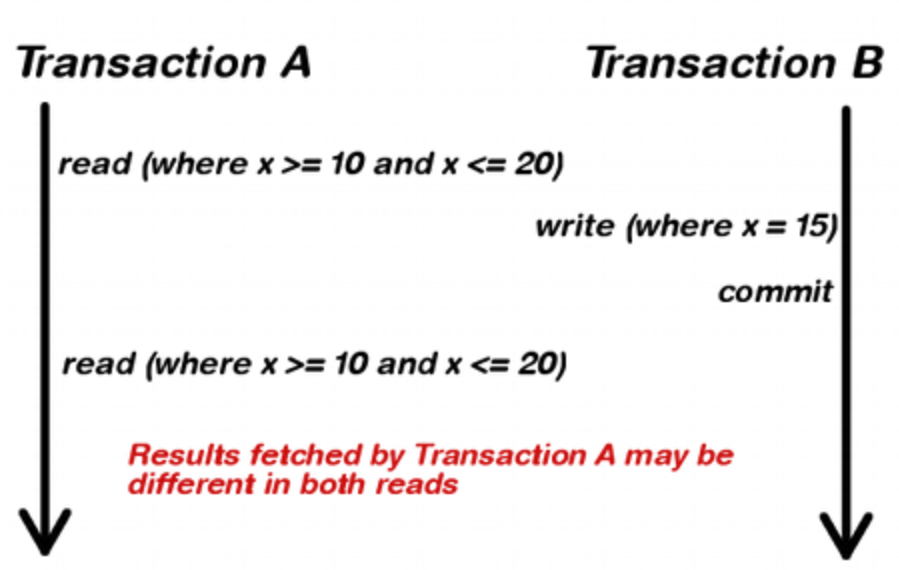 Transaction A
Transaction B
read (where x >= 10 and x <= 20)
write (where x = 15)
commit
read (where x >= 10 and x <= 20)
Results fetched by Transaction A may be
different in both reads